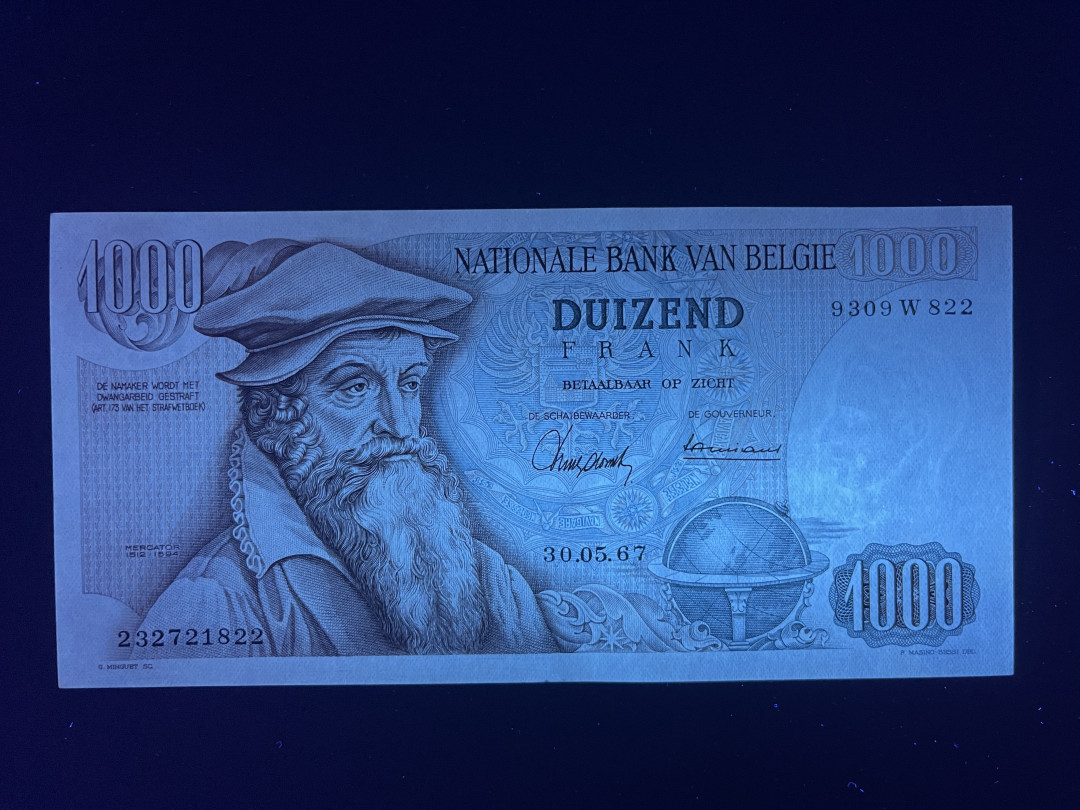 1000
NATIONALE BANK VAN BELGIE
1000
DUIZEND
FRANK
9309 W 822
BETAALBAAR OP ZICHT
DE NAMAKER WORDT MET
DWANGARBEID GESTRAFT
(ART 173 VAN HET STRAFWETBOEK)
DE SCHATBEWAARDER,
DE GOUVERNEUR,
MERCATOR
1512 1594
30.05.67
1000
232721822